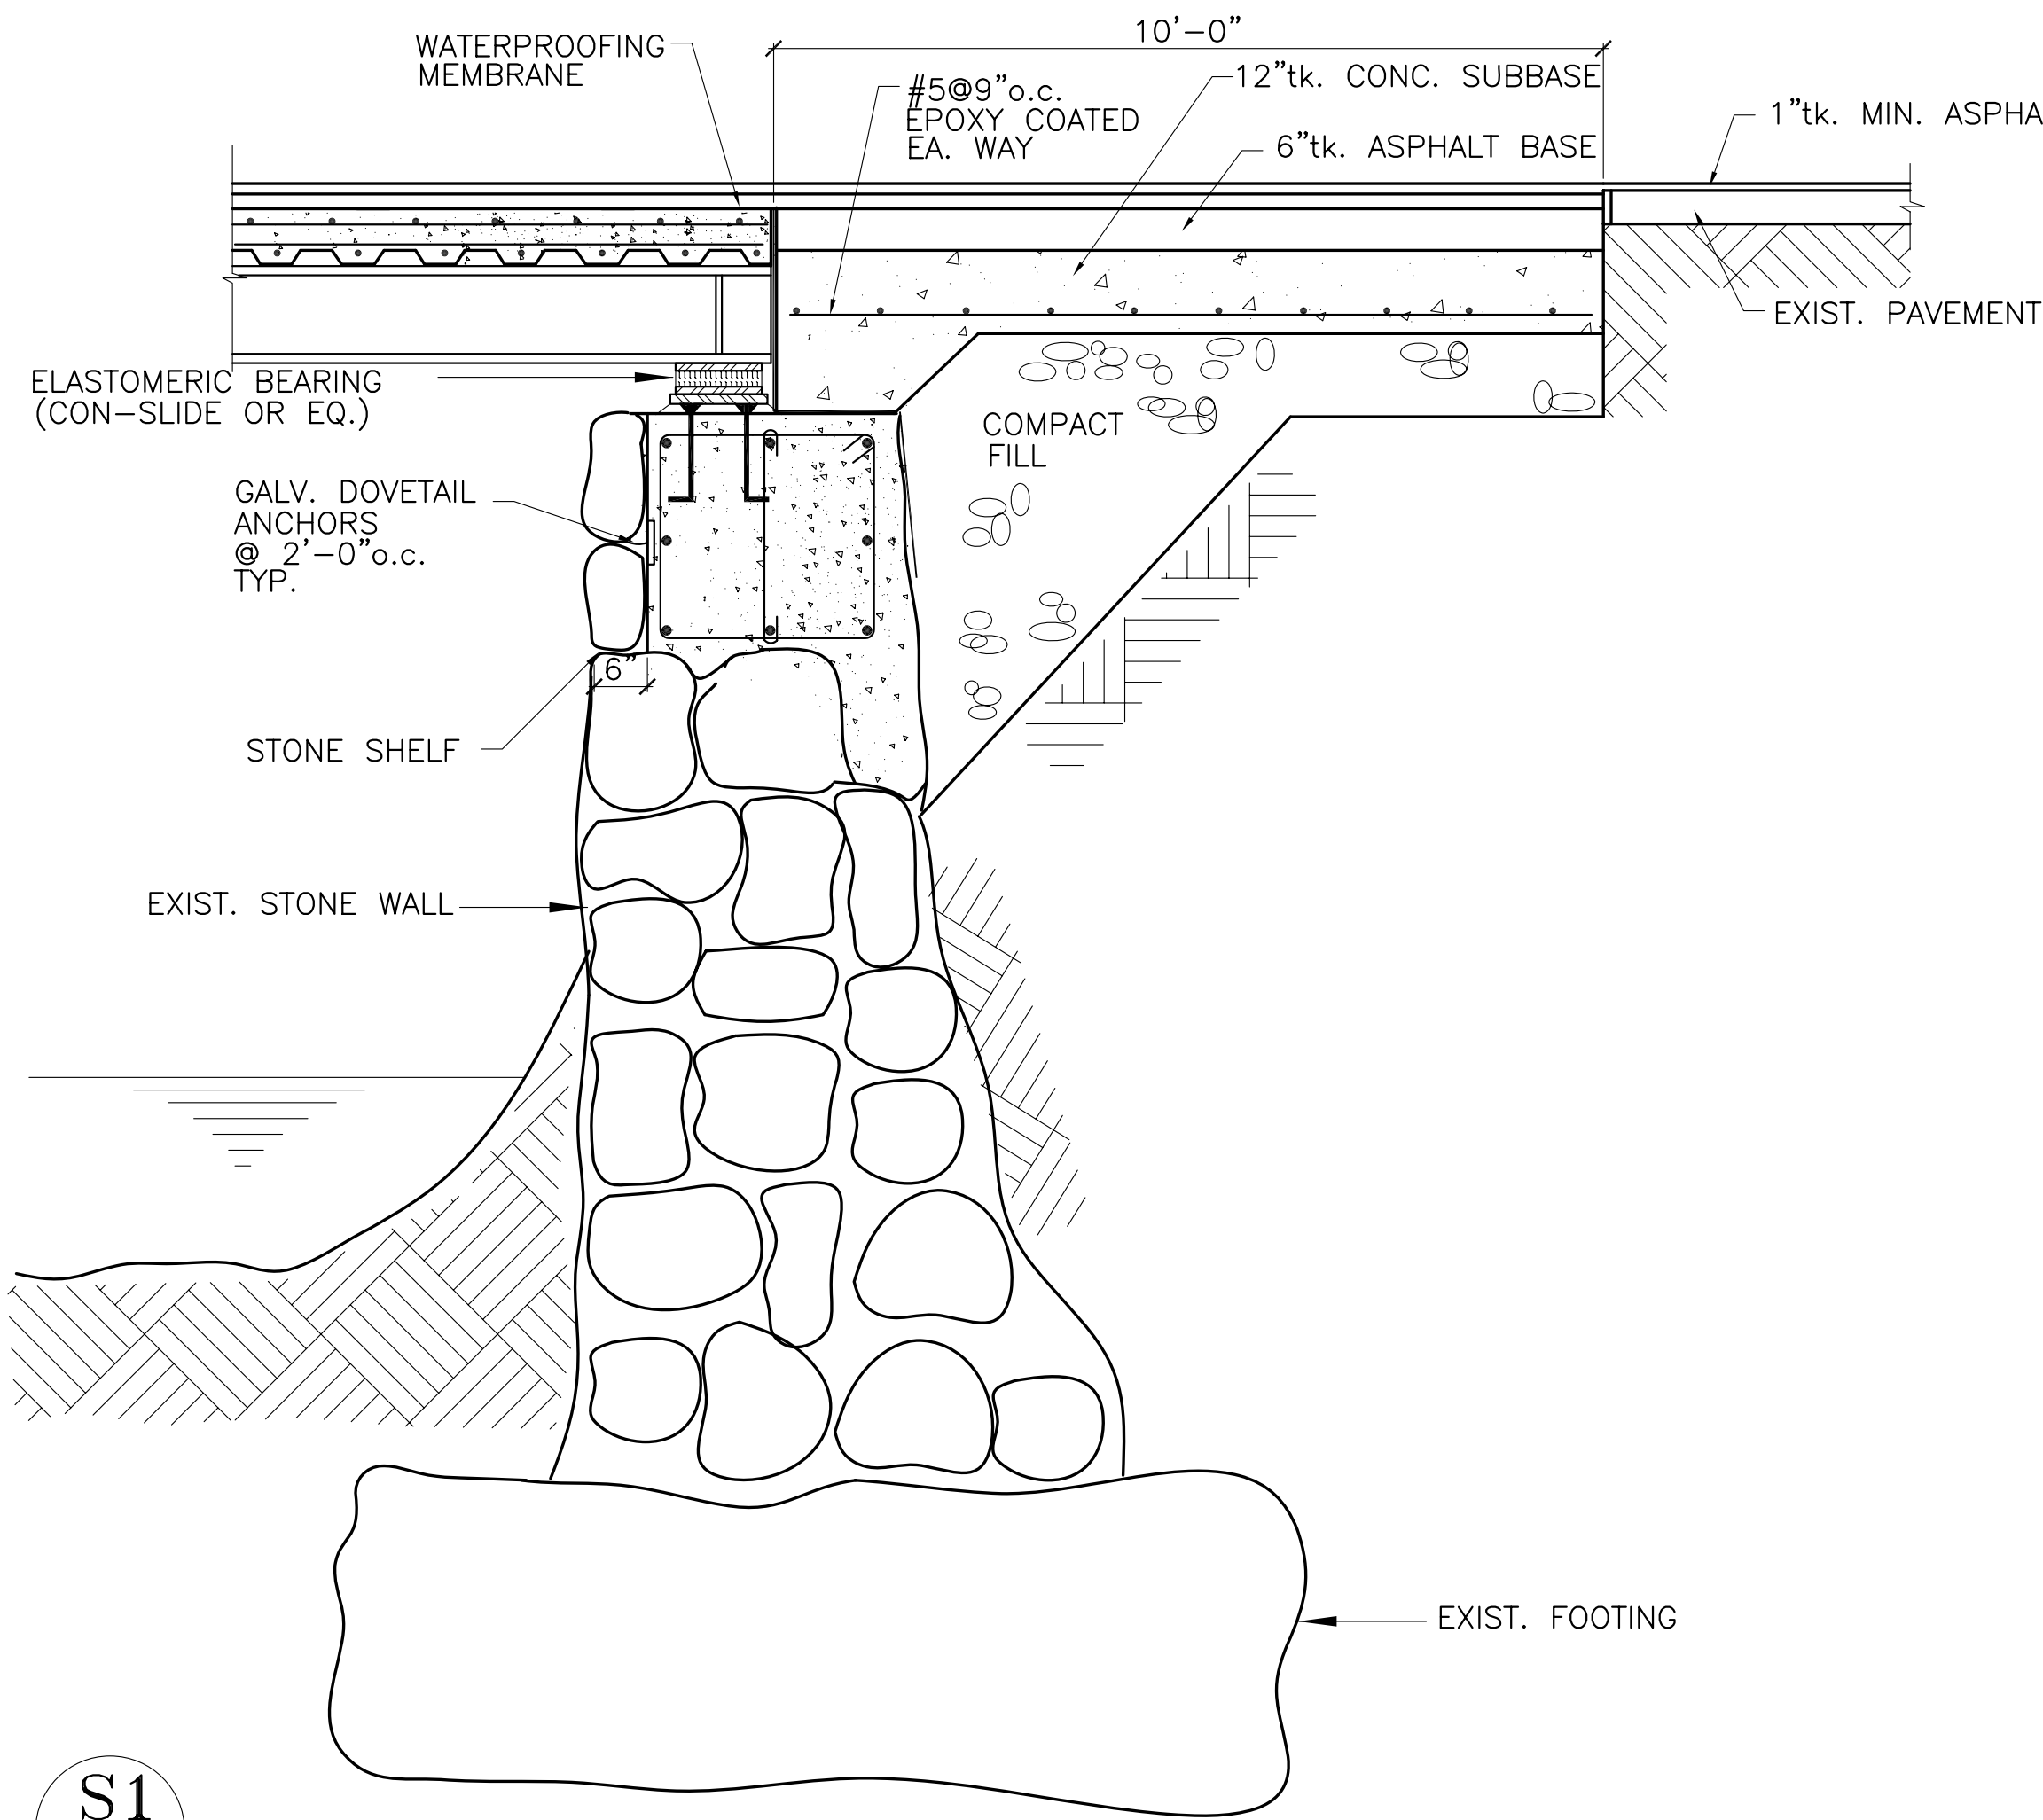 10'-0"
WATERPROOFING
MEMBRANE
#5@9"o.c.
EPOXY COATED
EA. WAY
12"tk. CONC. SUBBASE
6"tk. ASPHALT BASE
1"tk. MIN. ASPHA
EXIST. PAVEMENT
ELASTOMERIC BEARING
(CON-SLIDE OR EQ.)
COMPACT
FILL
GALV. DOVETAIL
ANCHORS
@ 2'-0"o.c.
TYP.
6"
STONE SHELF
EXIST. STONE WALL
EXIST. FOOTING
S1